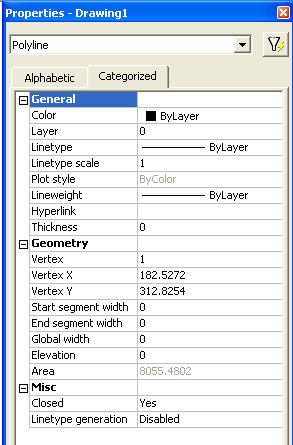 Properties - Drawing1
Polyline
Alphabetic Categorized
General
Color ByLayer
Layer 0
Linetype ByLayer
Linetype scale 1
Plot style ByColor
Lineweight ByLayer
Hyperlink
Thickness 0
Geometry
Vertex 1
Vertex X 182.5272
Vertex Y 312.8254
Start segment width 0
End segment width 0
Global width 0
Elevation 0
Area 8055.4802
Misc
Closed Yes
Linetype generation Disabled